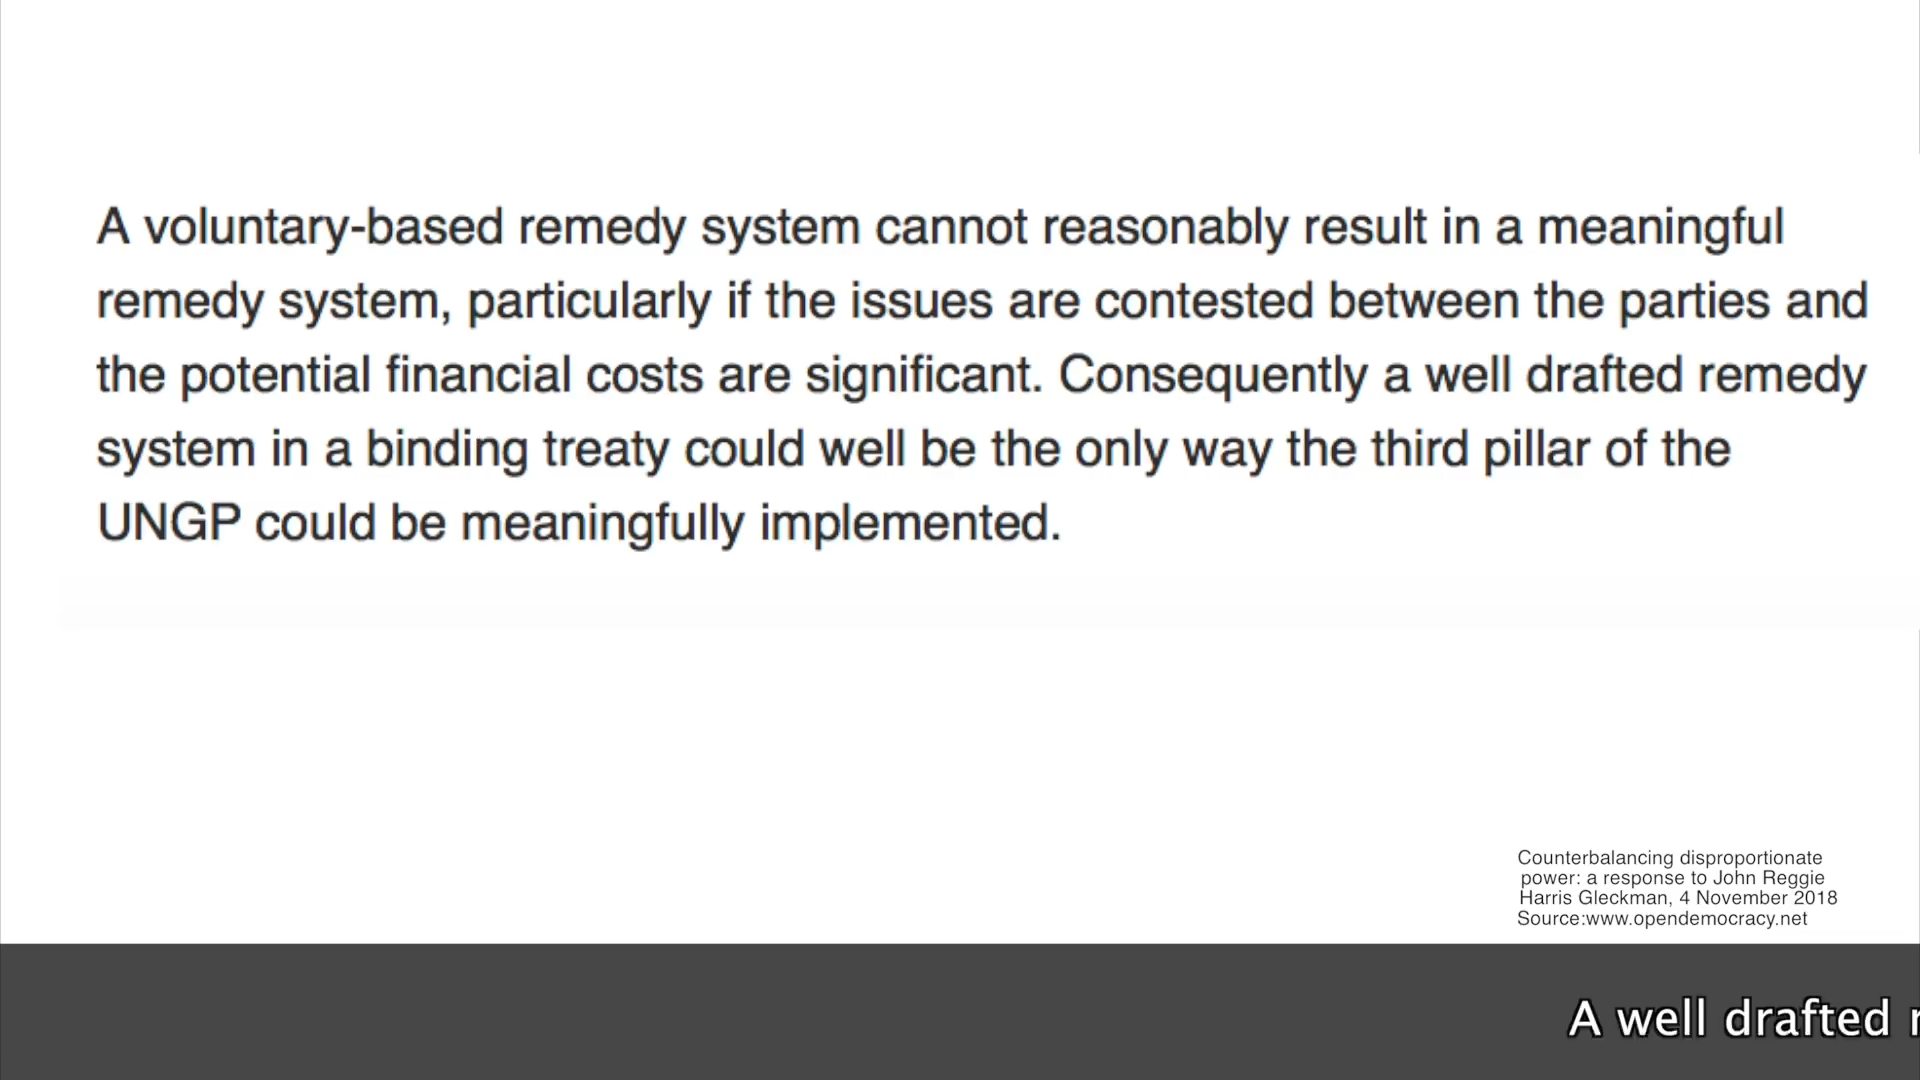 A voluntary-based remedy system cannot reasonably result in a meaningful
remedy system, particularly if the issues are contested between the parties and
the potential financial costs are significant. Consequently a well drafted remedy
system in a binding treaty could well be the only way the third pillar of the
UNGP could be meaningfully implemented.
Counterbalancing disproportionate
power: a response to John Reggie
Harris Gleckman, 4 November 2018
Source:www.opendemocracy.net
A well drafted